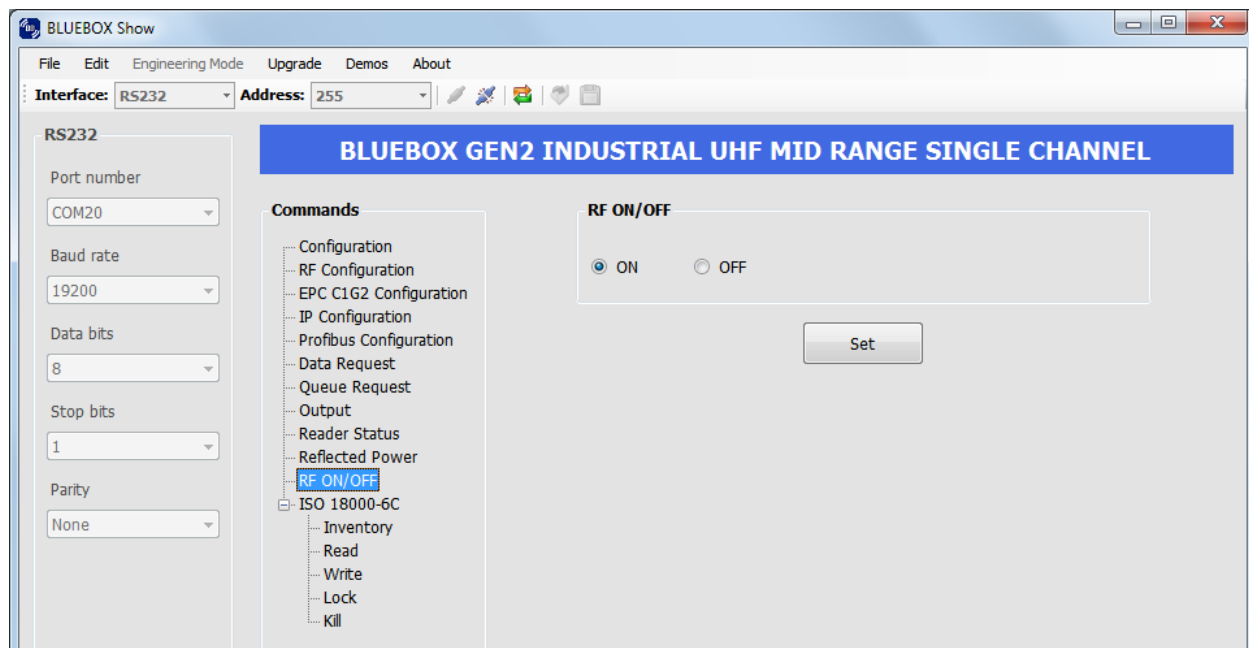 BLUEBOX Show
File Edit Engineering Mode Upgrade Demos About
Interface: RS232 Address: 255
RS232
Port number
COM20
Baud rate
19200
Data bits
8
Stop bits
1
Parity
None
BLUEBOX GEN2 INDUSTRIAL UHF MID RANGE SINGLE CHANNEL
Commands
Configuration
RF Configuration
EPC C1G2 Configuration
IP Configuration
Profibus Configuration
Data Request
Queue Request
Output
Reader Status
Reflected Power
RF ON/OFF
ISO 18000-6C
Inventory
Read
Write
Lock
Kill
RF ON/OFF
ON OFF
Set